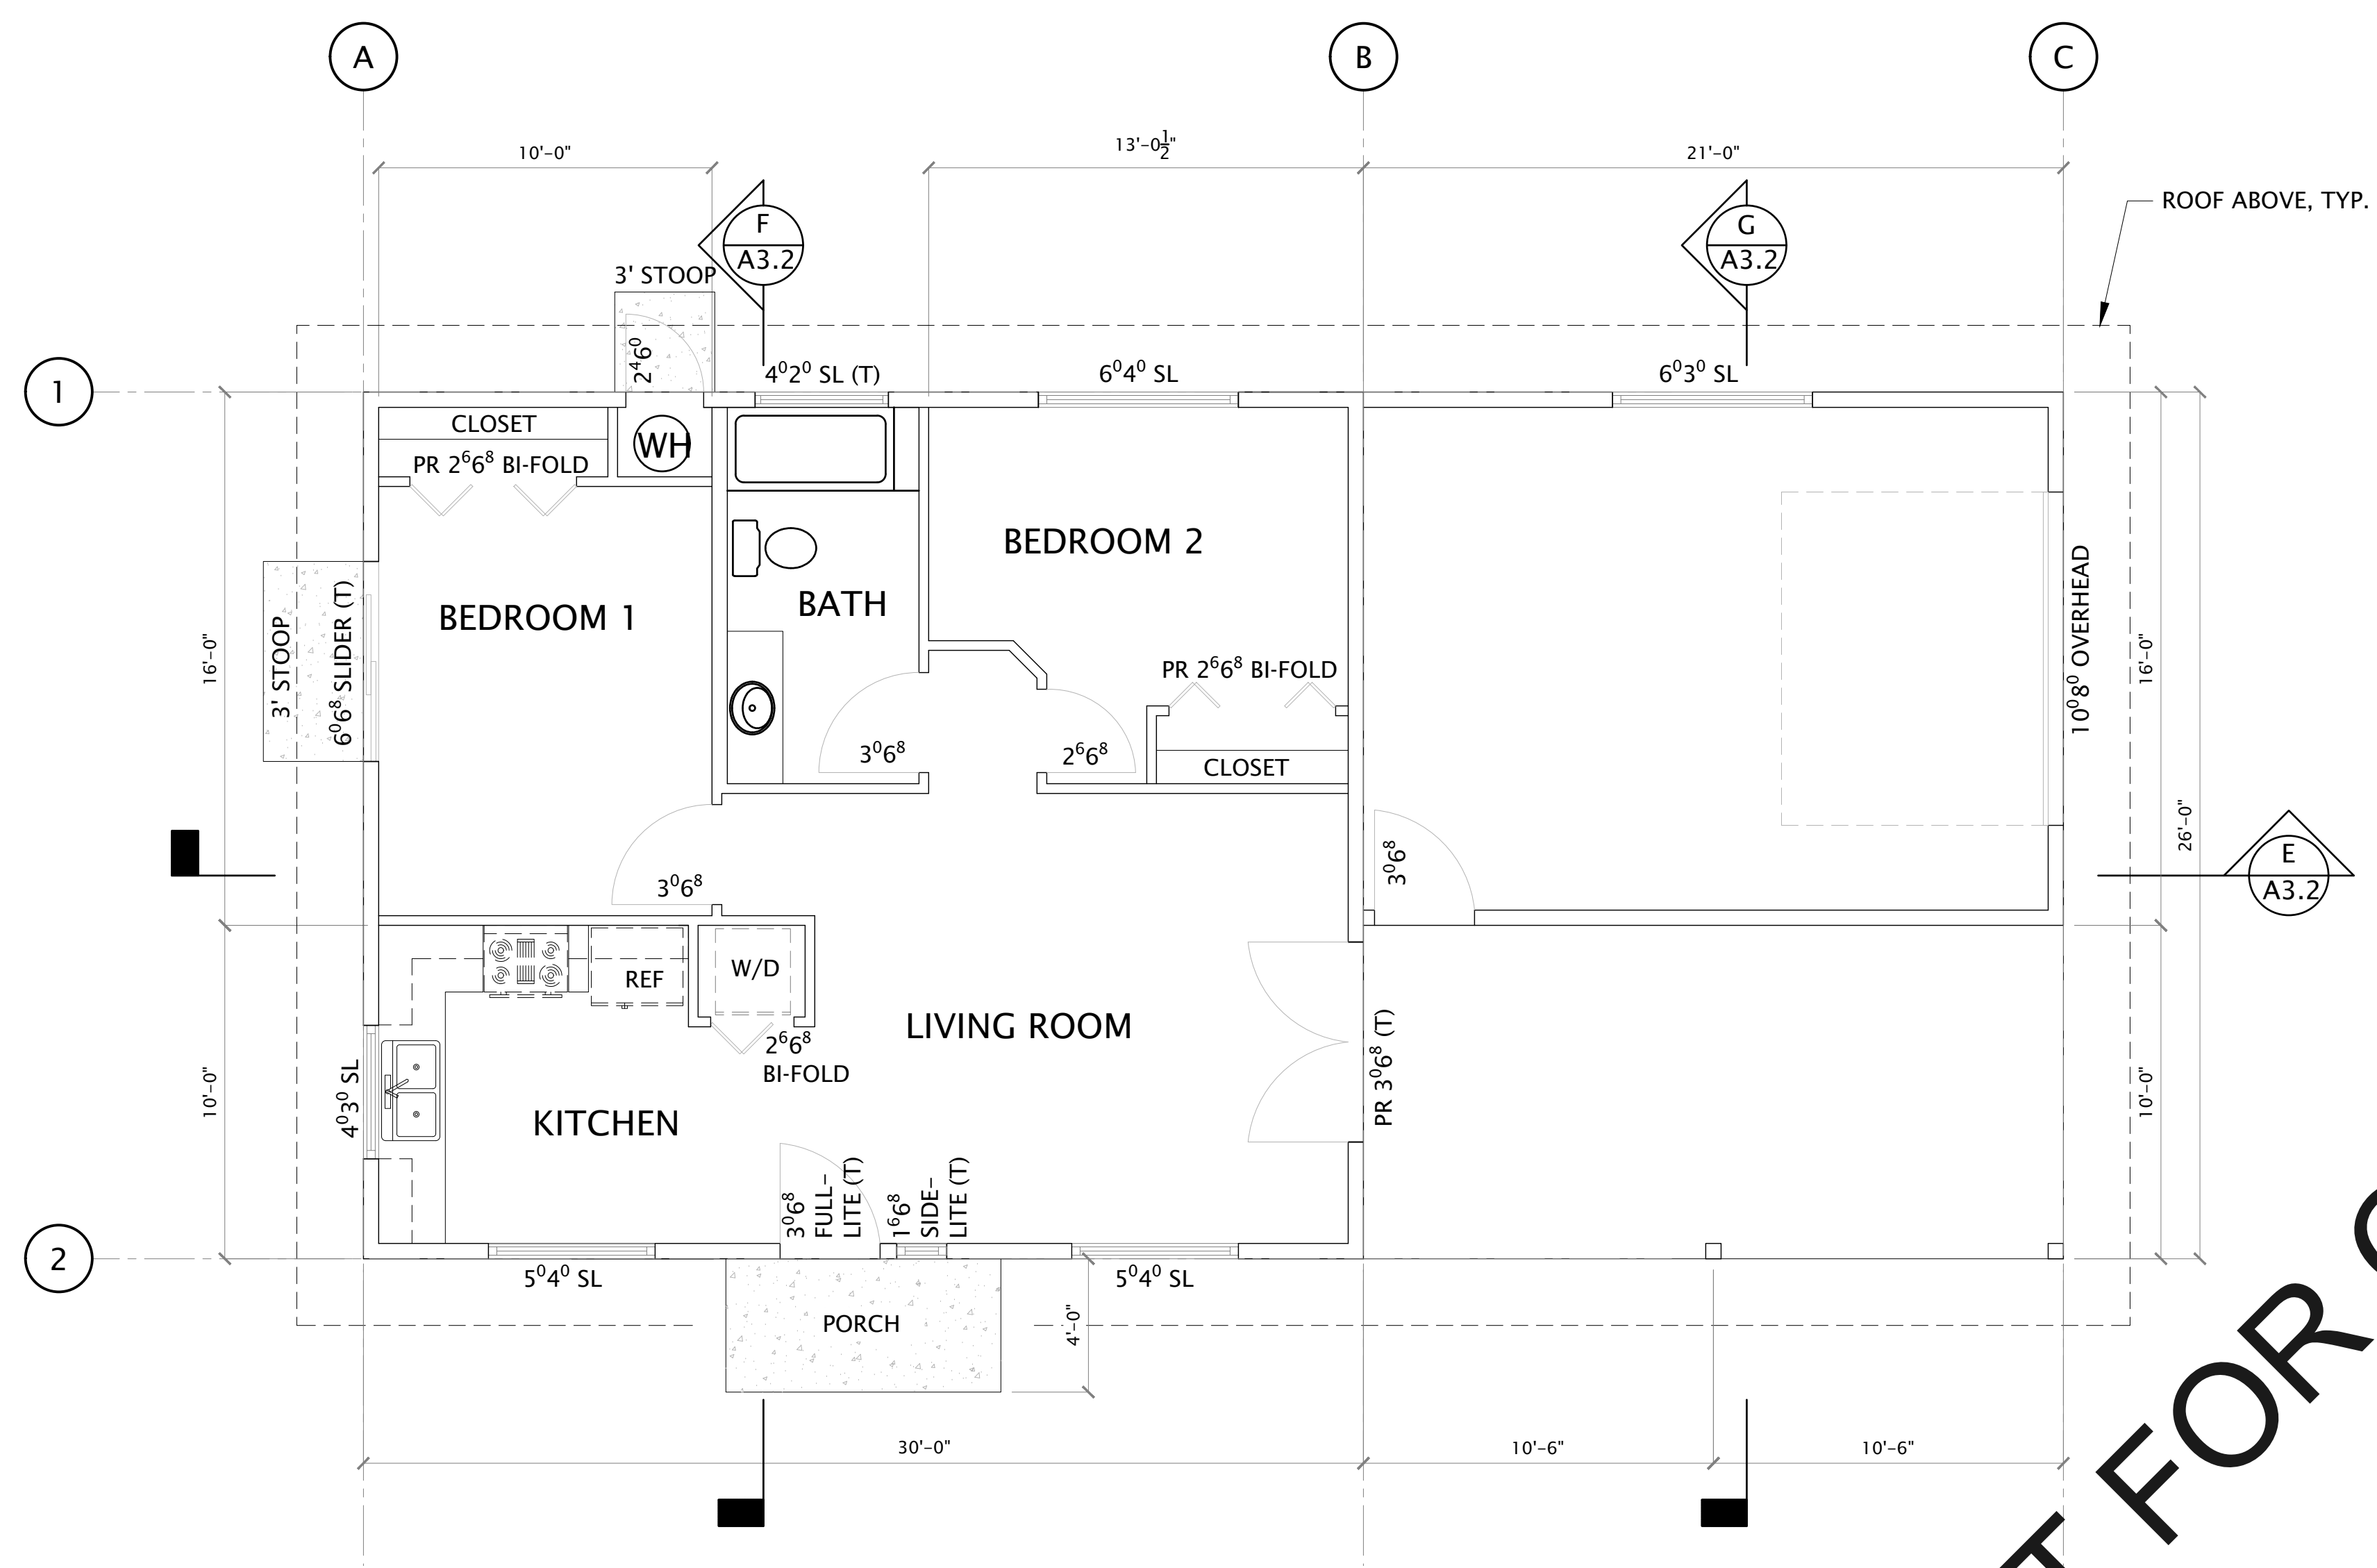 A
B
C
10'-0"
13'-0½"
21'-0"
ROOF ABOVE, TYP.
F
A3.2
G
A3.2
3' STOOP
2⁴6⁰
4⁰2⁰ SL (T)
6⁰4⁰ SL
6⁰3⁰ SL
1
CLOSET
WH
PR 2⁶6⁸ BI-FOLD
BEDROOM 2
BATH
BEDROOM 1
16'-0"
3' STOOP
6⁰6⁸ SLIDER (T)
PR 2⁶6⁸ BI-FOLD
10⁰8⁰ OVERHEAD
16'-0"
3⁰6⁸
2⁶6⁸
CLOSET
26'-0"
3⁰6⁸
3⁰6⁸
E
A3.2
W/D
REF
LIVING ROOM
2⁶6⁸
BI-FOLD
PR 3⁰6⁸ (T)
10'-0"
4⁰3⁰ SL
10'-0"
KITCHEN
3⁰6⁸
FULL-
LITE (T)
1⁶6⁸
SIDE-
LITE (T)
2
5⁰4⁰ SL
5⁰4⁰ SL
PORCH
4'-0"
30'-0"
10'-6"
10'-6"
FOR